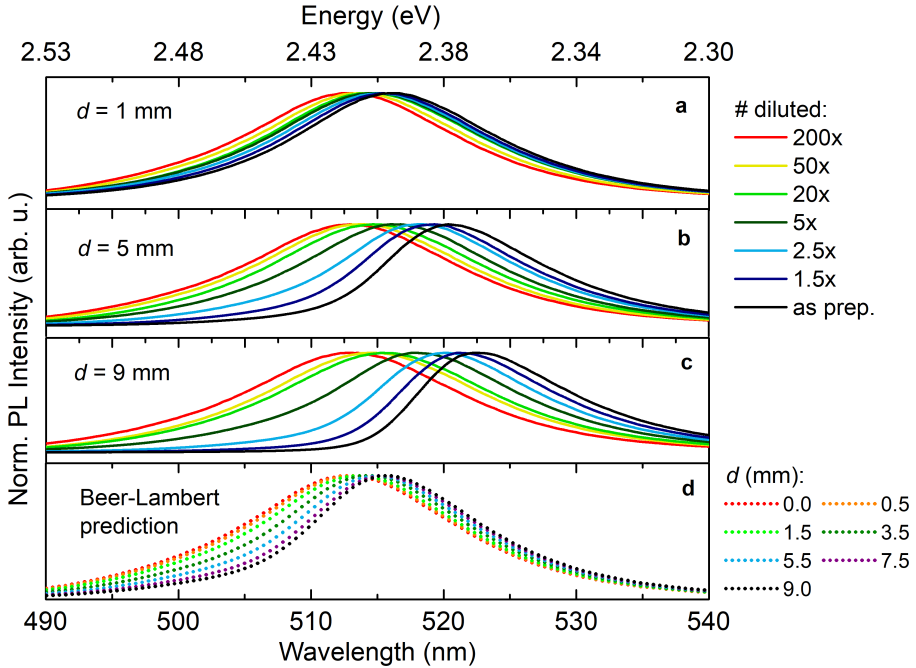 Energy (eV)
2.53 2.48 2.43 2.38 2.34 2.30
d = 1 mm
a
# diluted:
200x
50x
20x
5x
2.5x
1.5x
as prep.
d = 5 mm
b
d = 9 mm
c
Norm. PL Intensity (arb. u.)
Beer-Lambert
prediction
d
d (mm):
0.0 0.5
1.5 3.5
5.5 7.5
9.0
490 500 510 520 530 540
Wavelength (nm)